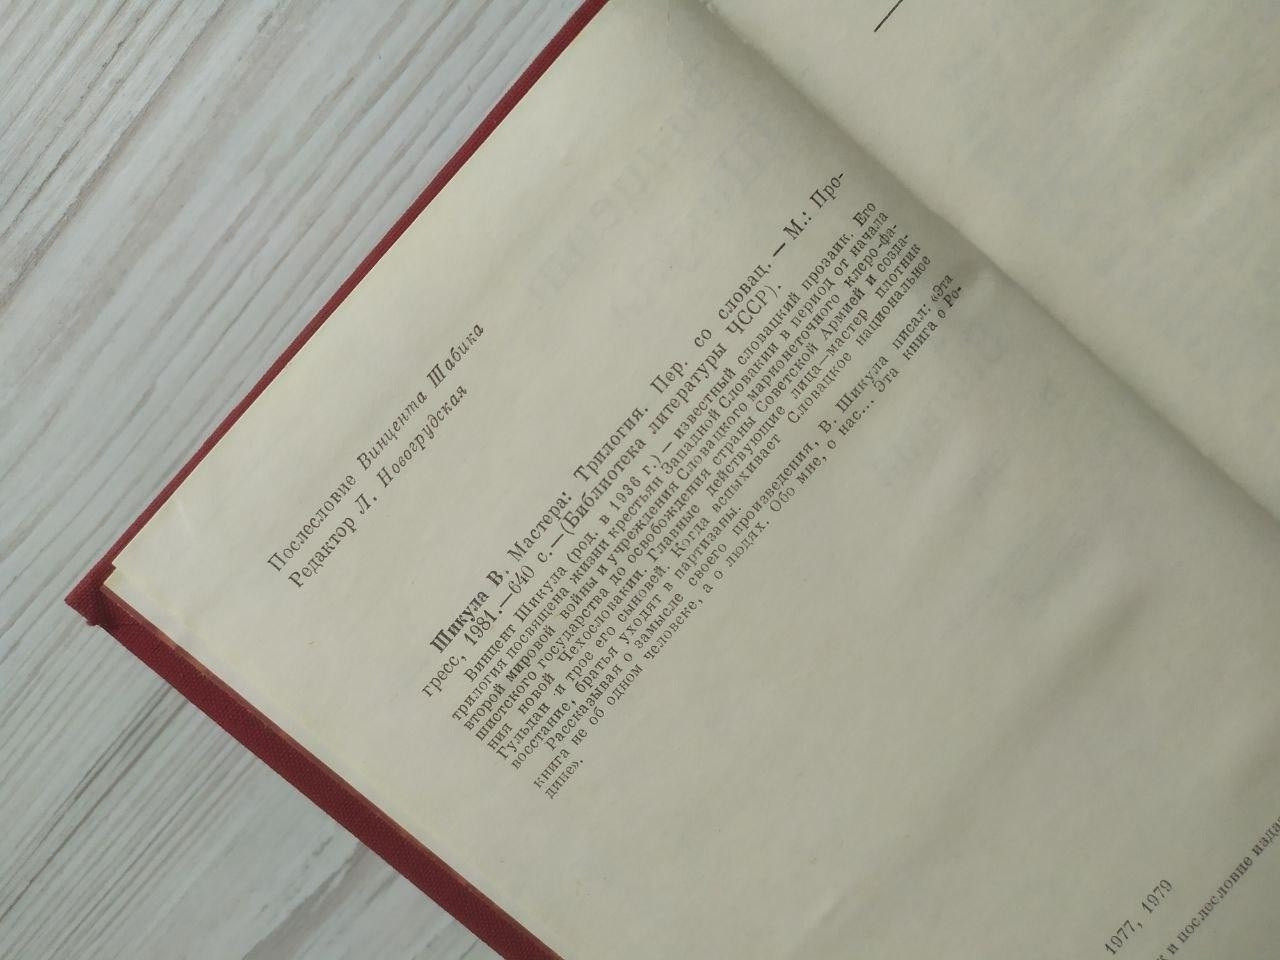 Послесловие Винцента Шабика
Редактор Л. Новогрудская
Шикула В. Мастера: Трилогия. Пер. со словац. — М.: Про-
гресс, 1981.—640 с.—(Библиотека литературы ЧССР).
Винцент Шикула (род. в 1936 г.) — известный словацкий прозаик. Его
трилогия посвящена жизни крестьян Западной Словакии в период от начала
второй мировой войны и учреждения Словацкого марионеточного клеро-фа-
шистского государства до освобождения страны Советской Армией и созда-
ния новой Чехословакии. Главные действующие лица—мастер плотник
Гульдан и трое его сыновей. Когда вспыхивает Словацкое национальное
восстание, братья уходят в партизаны.
Рассказывая о замысле своего произведения, В. Шикула писал: «Эта
книга не об одном человеке, а о людях. Обо мне, о нас... Эта книга о Ро-
дине».
1977, 1979
к и послесловие изда